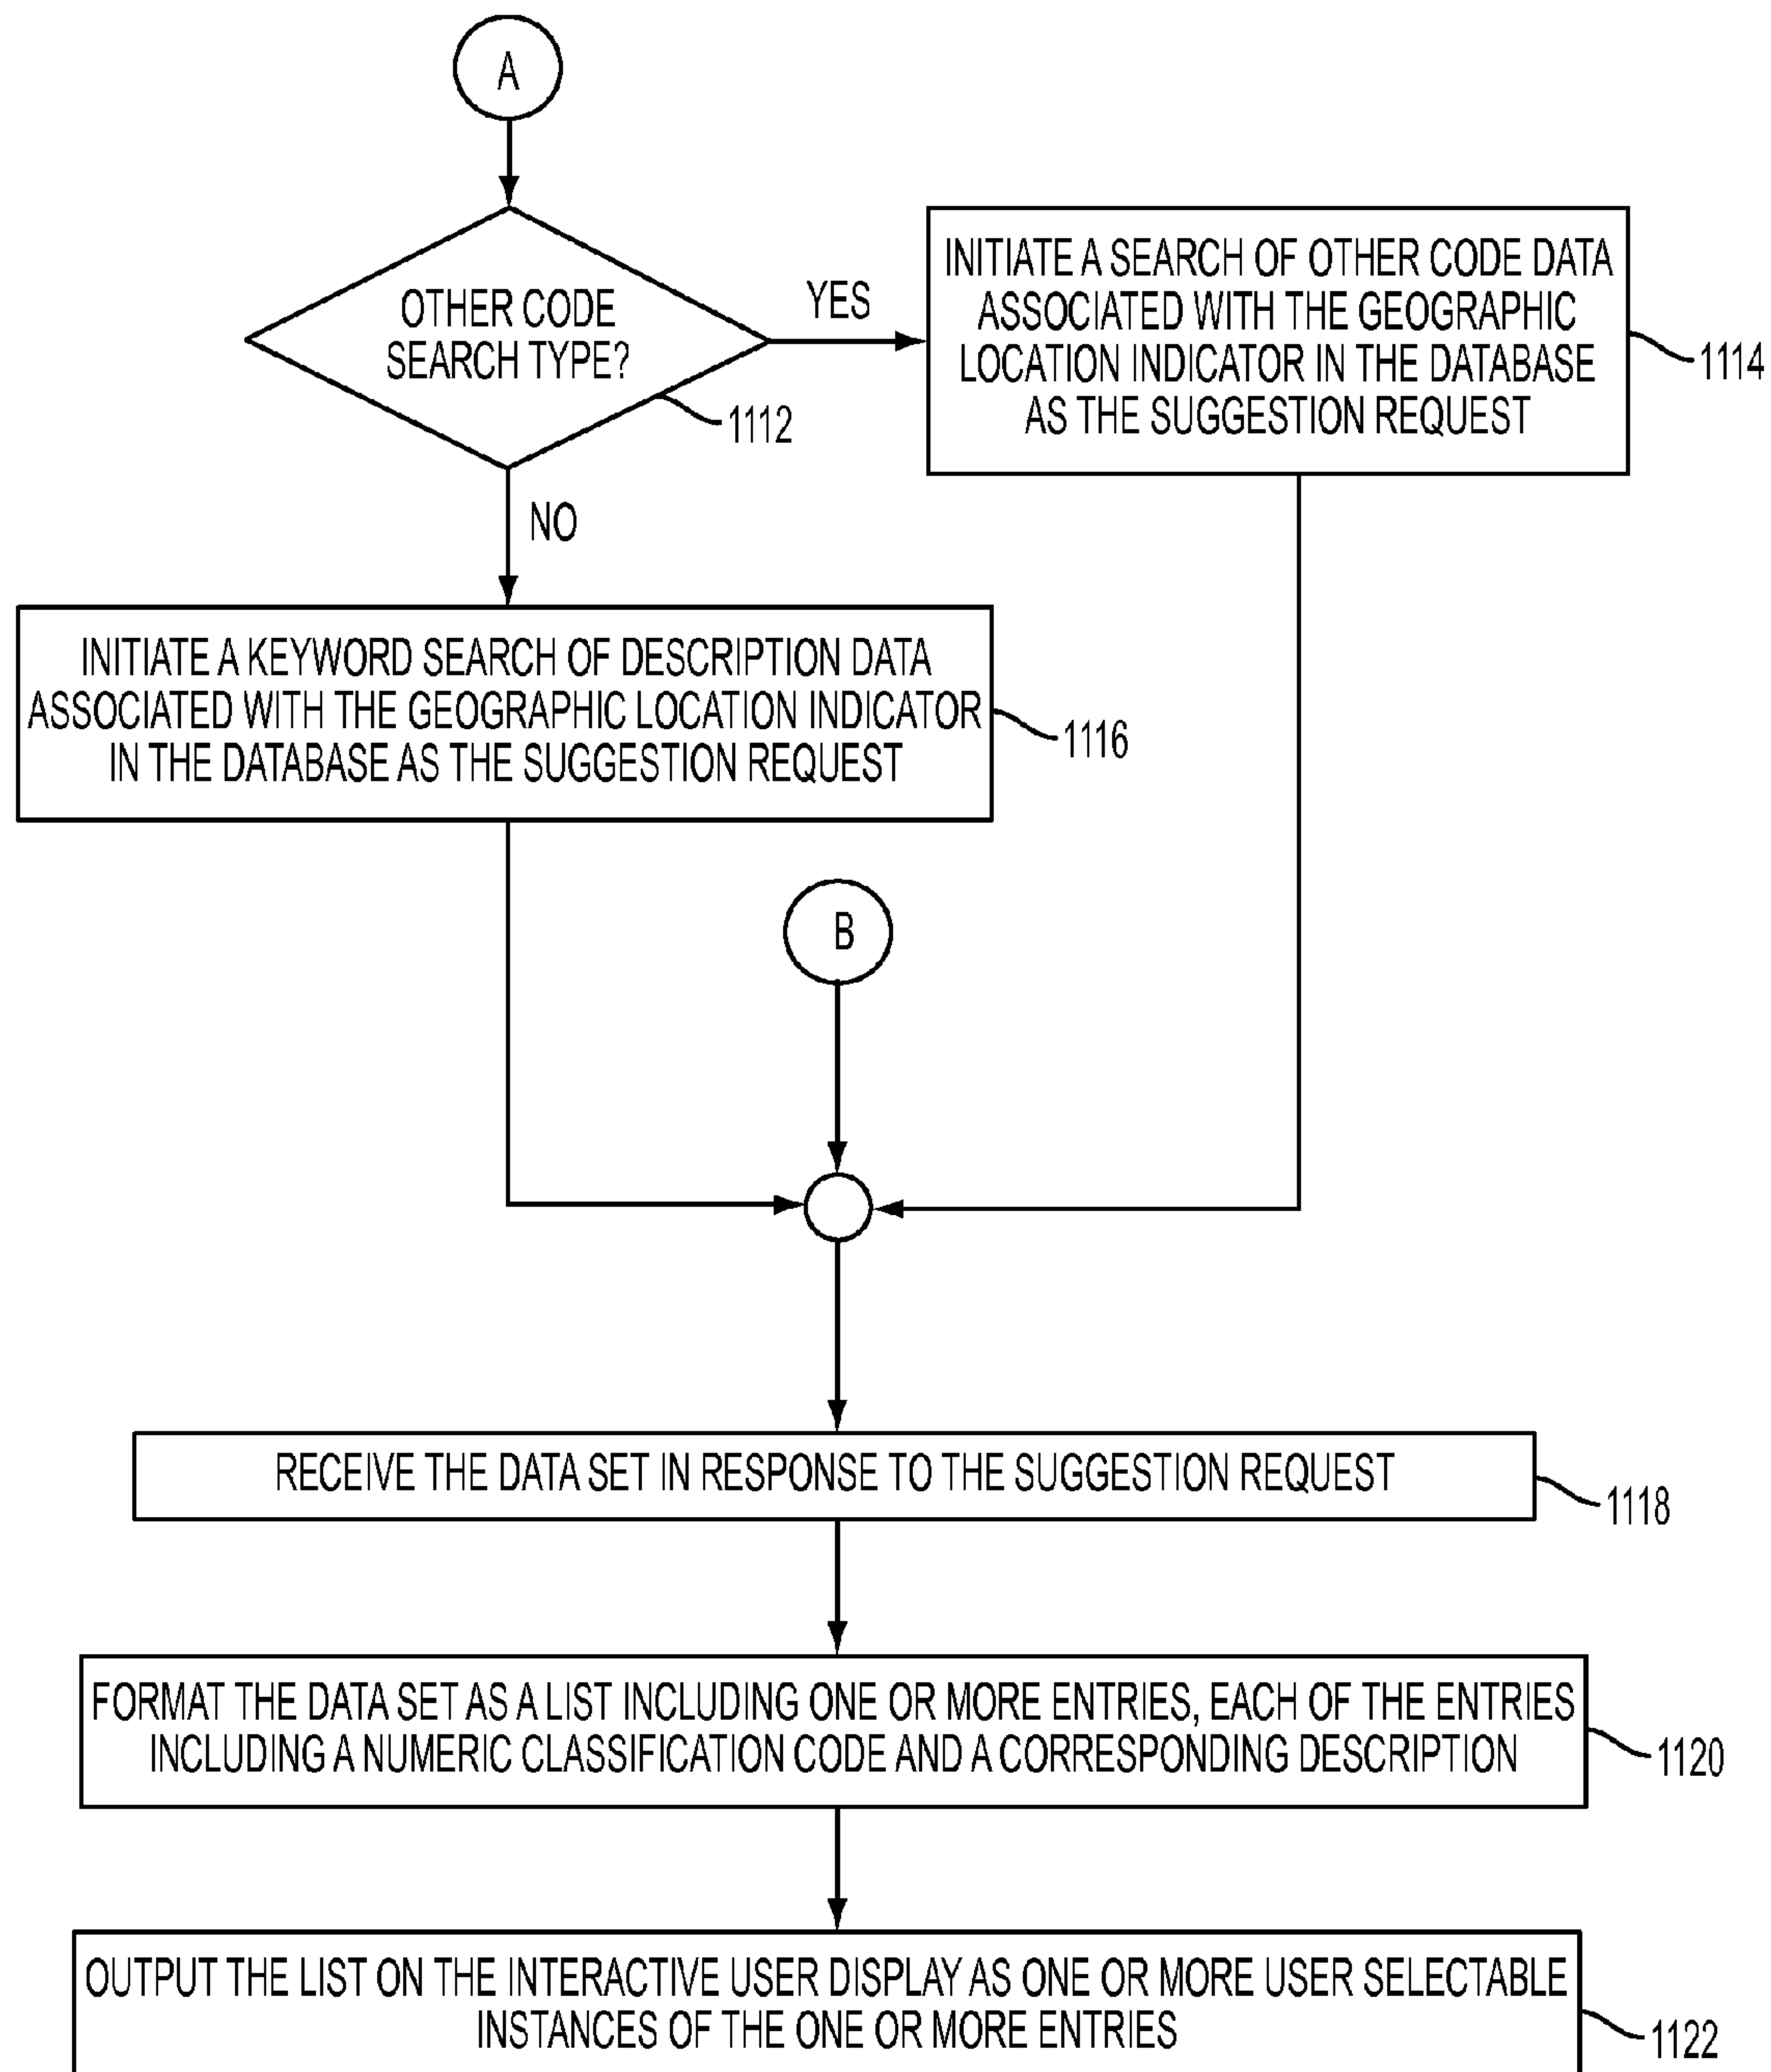 A
OTHER CODE
SEARCH TYPE?
1112
YES
INITIATE A SEARCH OF OTHER CODE DATA
ASSOCIATED WITH THE GEOGRAPHIC
LOCATION INDICATOR IN THE DATABASE
AS THE SUGGESTION REQUEST
1114
NO
INITIATE A KEYWORD SEARCH OF DESCRIPTION DATA
ASSOCIATED WITH THE GEOGRAPHIC LOCATION INDICATOR
IN THE DATABASE AS THE SUGGESTION REQUEST
1116
B
RECEIVE THE DATA SET IN RESPONSE TO THE SUGGESTION REQUEST
1118
FORMAT THE DATA SET AS A LIST INCLUDING ONE OR MORE ENTRIES, EACH OF THE ENTRIES
INCLUDING A NUMERIC CLASSIFICATION CODE AND A CORRESPONDING DESCRIPTION
1120
OUTPUT THE LIST ON THE INTERACTIVE USER DISPLAY AS ONE OR MORE USER SELECTABLE
INSTANCES OF THE ONE OR MORE ENTRIES
1122